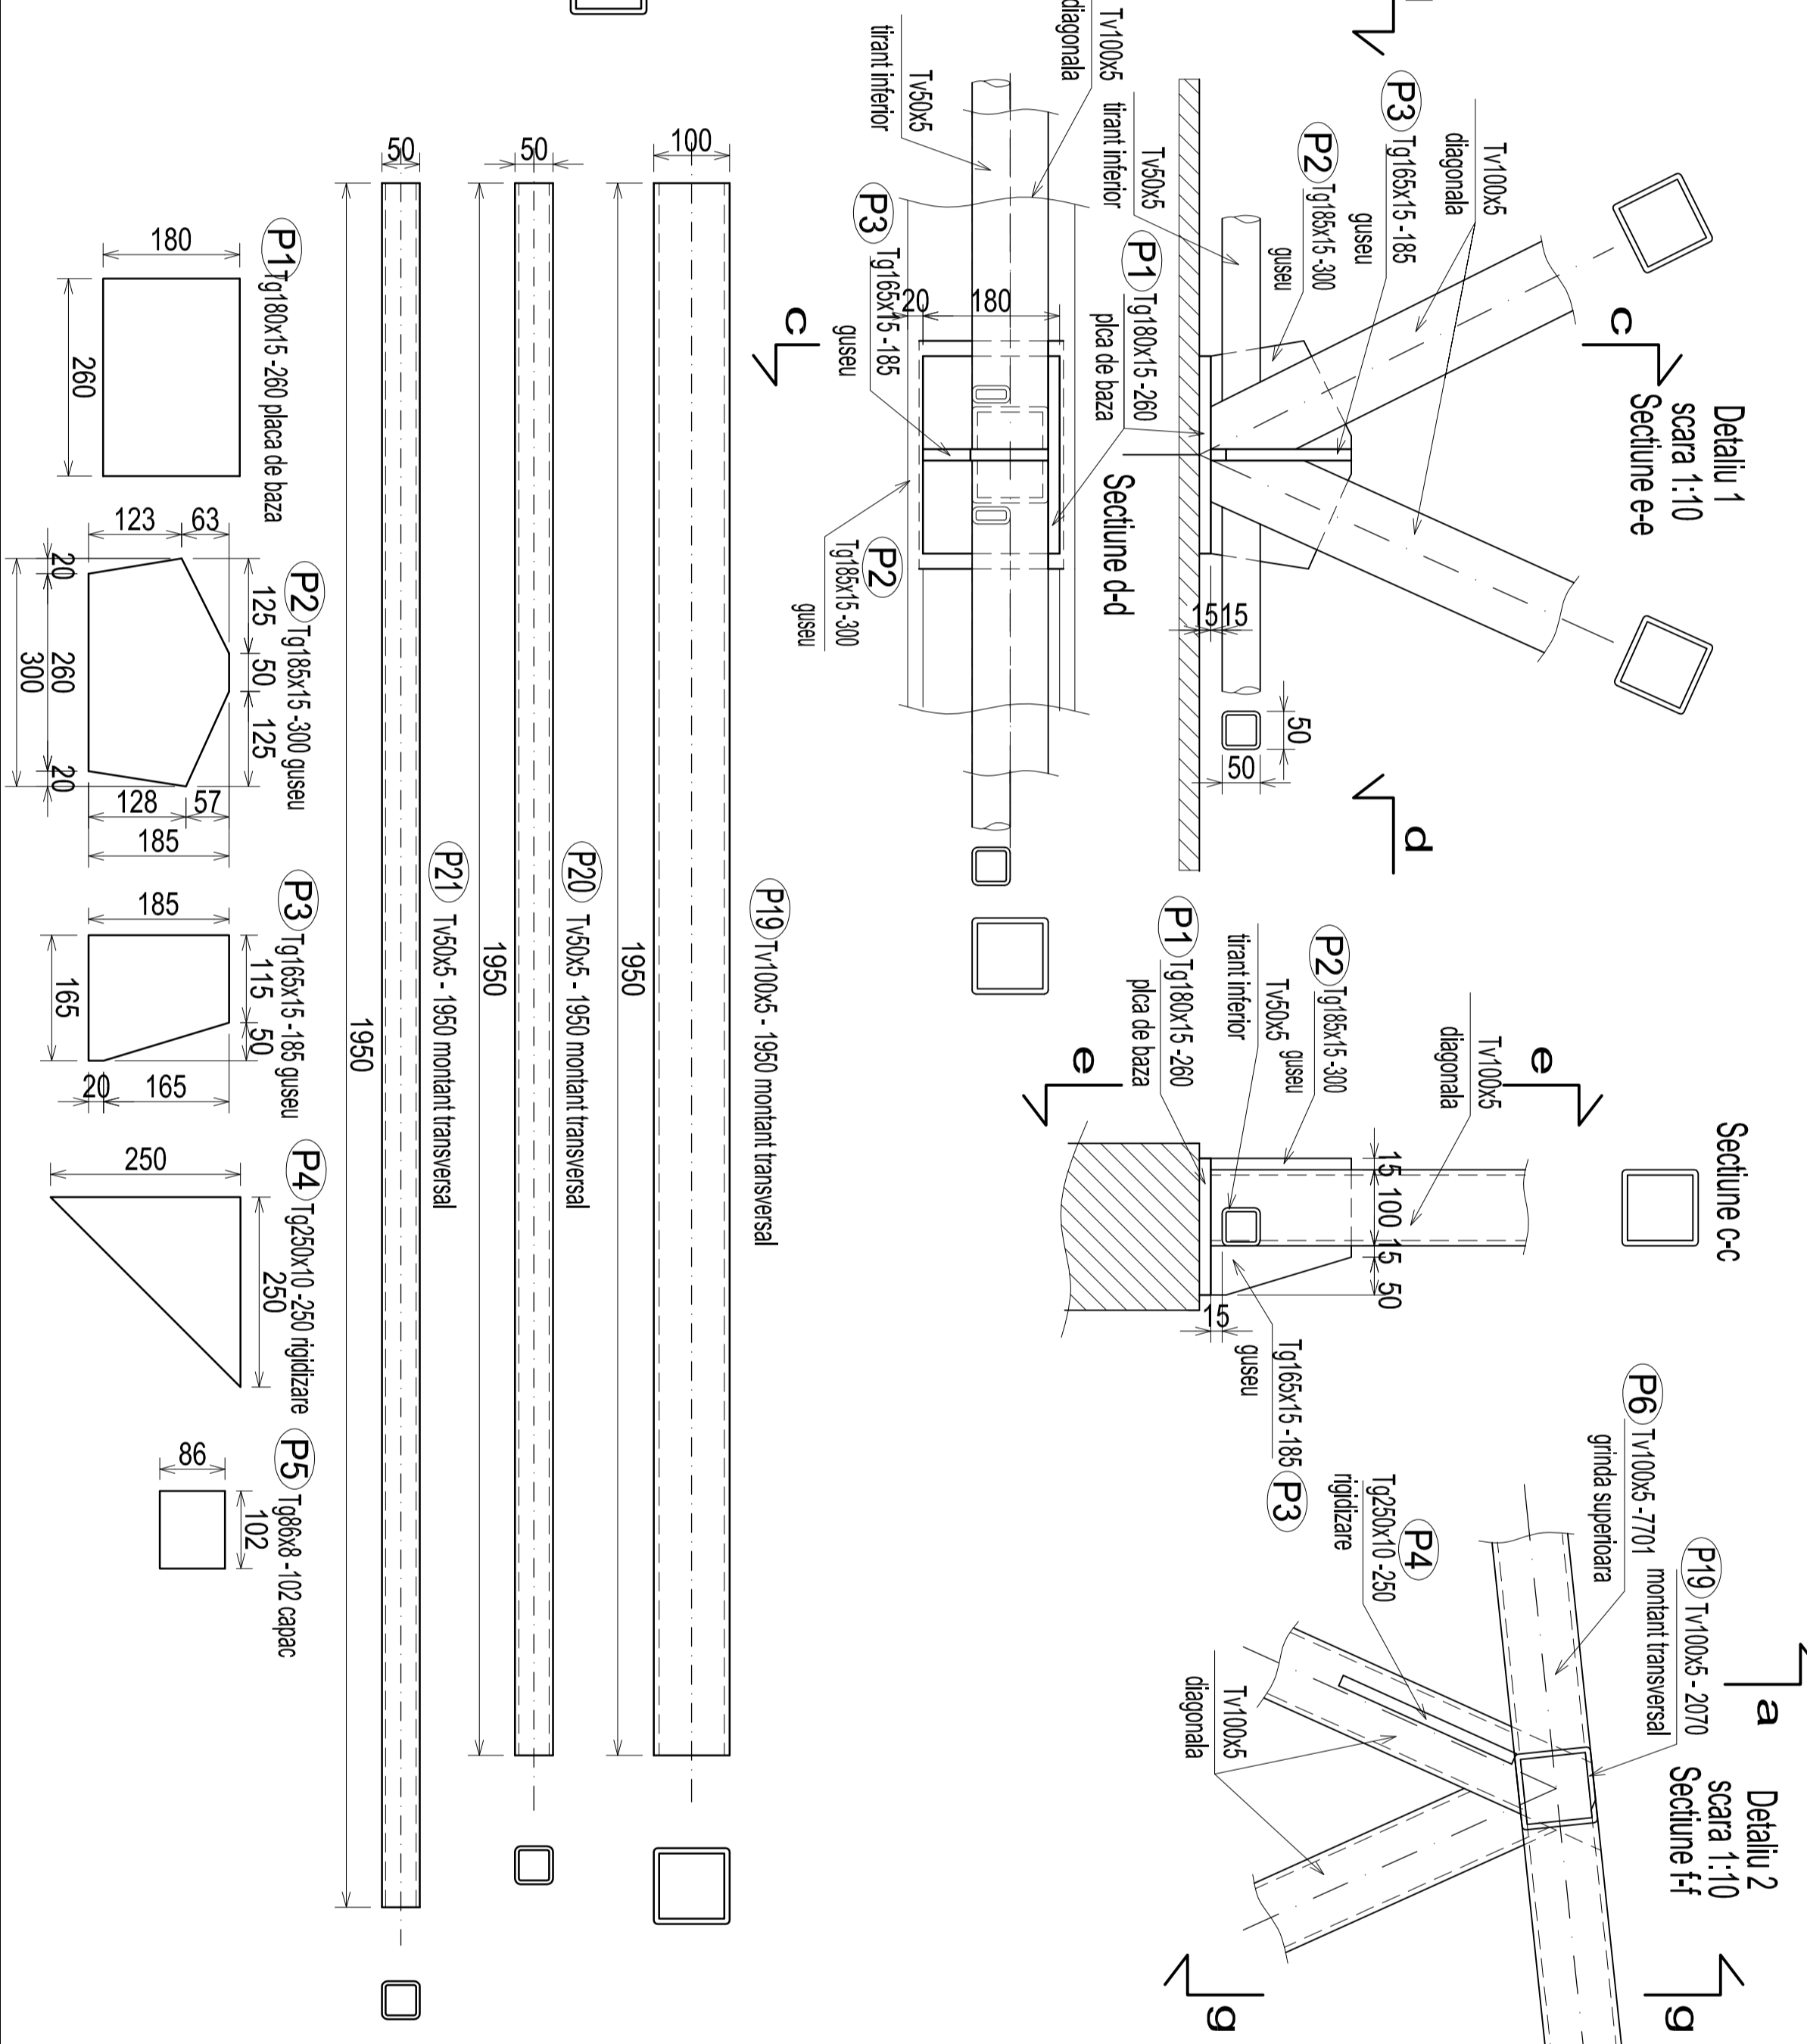 Detaliu 1
scara 1:10
Sectiune e-e
c
c
Tv100x5
diagonala
P3 Tg165x15 -185
guseu
P2 Tg185x15 -300
guseu
Tv50x5
tirant inferior
P1 Tg180x15 -260
plca de baza
15
15
50
50
d
Sectiune d-d
Tv100x5
diagonala
Tv50x5
tirant inferior
P3 Tg165x15 -185
guseu
20
180
P2
Tg185x15 -300
guseu
Sectiune c-c
e
e
Tv100x5
diagonala
P2 Tg185x15 -300
guseu
Tv50x5
tirant inferior
P1 Tg180x15 -260
plca de baza
15
100
15
50
15
Tg165x15 -185 P3
guseu
Detaliu 2
scara 1:10
Sectiune f-f
a
g
g
P19 Tv100x5 - 2070
montant transversal
P6 Tv100x5 -7701
grinda superioara
P4
Tg250x10 -250
rigidizare
Tv100x5
diagonala
P19 Tv100x5 - 1950 montant transversal
100
1950
P20 Tv50x5 - 1950 montant transversal
50
1950
P21 Tv50x5 - 1950 montant transversal
50
1950
P1 Tg180x15 -260 placa de baza
180
260
P2 Tg185x15 -300 guseu
125
50
125
63
123
57
128
185
20
260
20
300
P3 Tg165x15 -185 guseu
115
50
185
165
20
165
P4 Tg250x10 -250 rigidizare
250
250
P5 Tg86x8 -102 capac
102
86